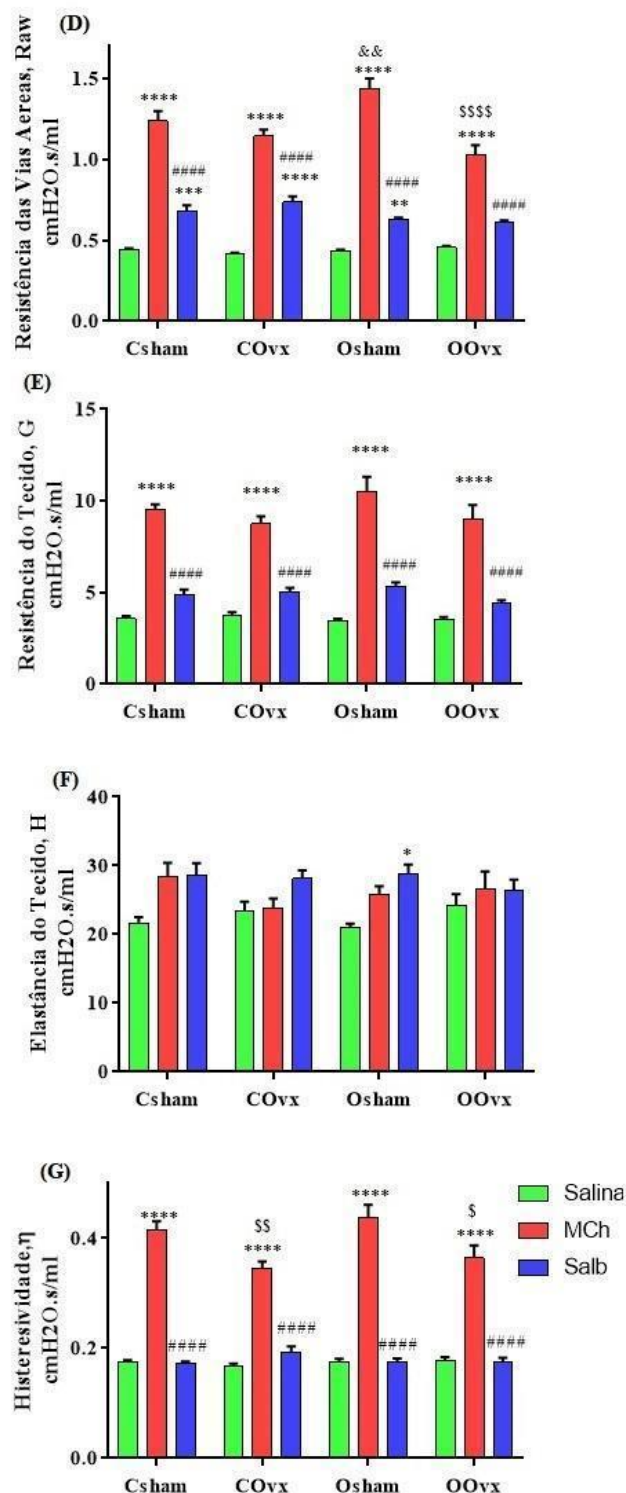 (D)
Resistência das Vias Aereas, Raw
cmH2O.s/ml
1.5
1.0
0.5
0.0
****
####
***
****
####
****
&&
****
####
**
$$$$
****
####
Csham COvx Osham OOvx
(E)
Resistência do Tecido, G
cmH2O.s/ml
15
10
5
0
****
####
****
####
****
####
****
####
Csham COvx Osham OOvx
(F)
Elastância do Tecido, H
cmH2O.s/ml
40
30
20
10
0
*
Csham COvx Osham OOvx
(G)
Histeresividade,η
cmH2O.s/ml
0.4
0.2
0.0
****
####
$$
****
####
****
####
$
****
####
Csham COvx Osham OOvx
Salina
MCh
Salb